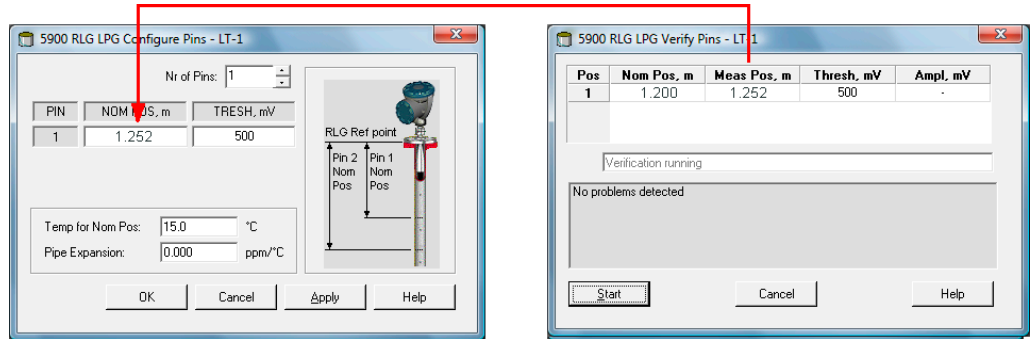 5900 RLG LPG Configure Pins - LT-1
Nr of Pins: 1
PIN NOM POS, m TRESH, mV
1 1.252 500
RLG Ref point
Pin 2 Pin 1
Nom Nom
Pos Pos
Temp for Nom Pos: 15.0 °C
Pipe Expansion: 0.000 ppm/°C
OK Cancel Apply Help
5900 RLG LPG Verify Pins - LT-1
Pos Nom Pos, m Meas Pos, m Thresh, mV Ampl, mV
1 1.200 1.252 500 -
Verification running
No problems detected
Start Cancel Help